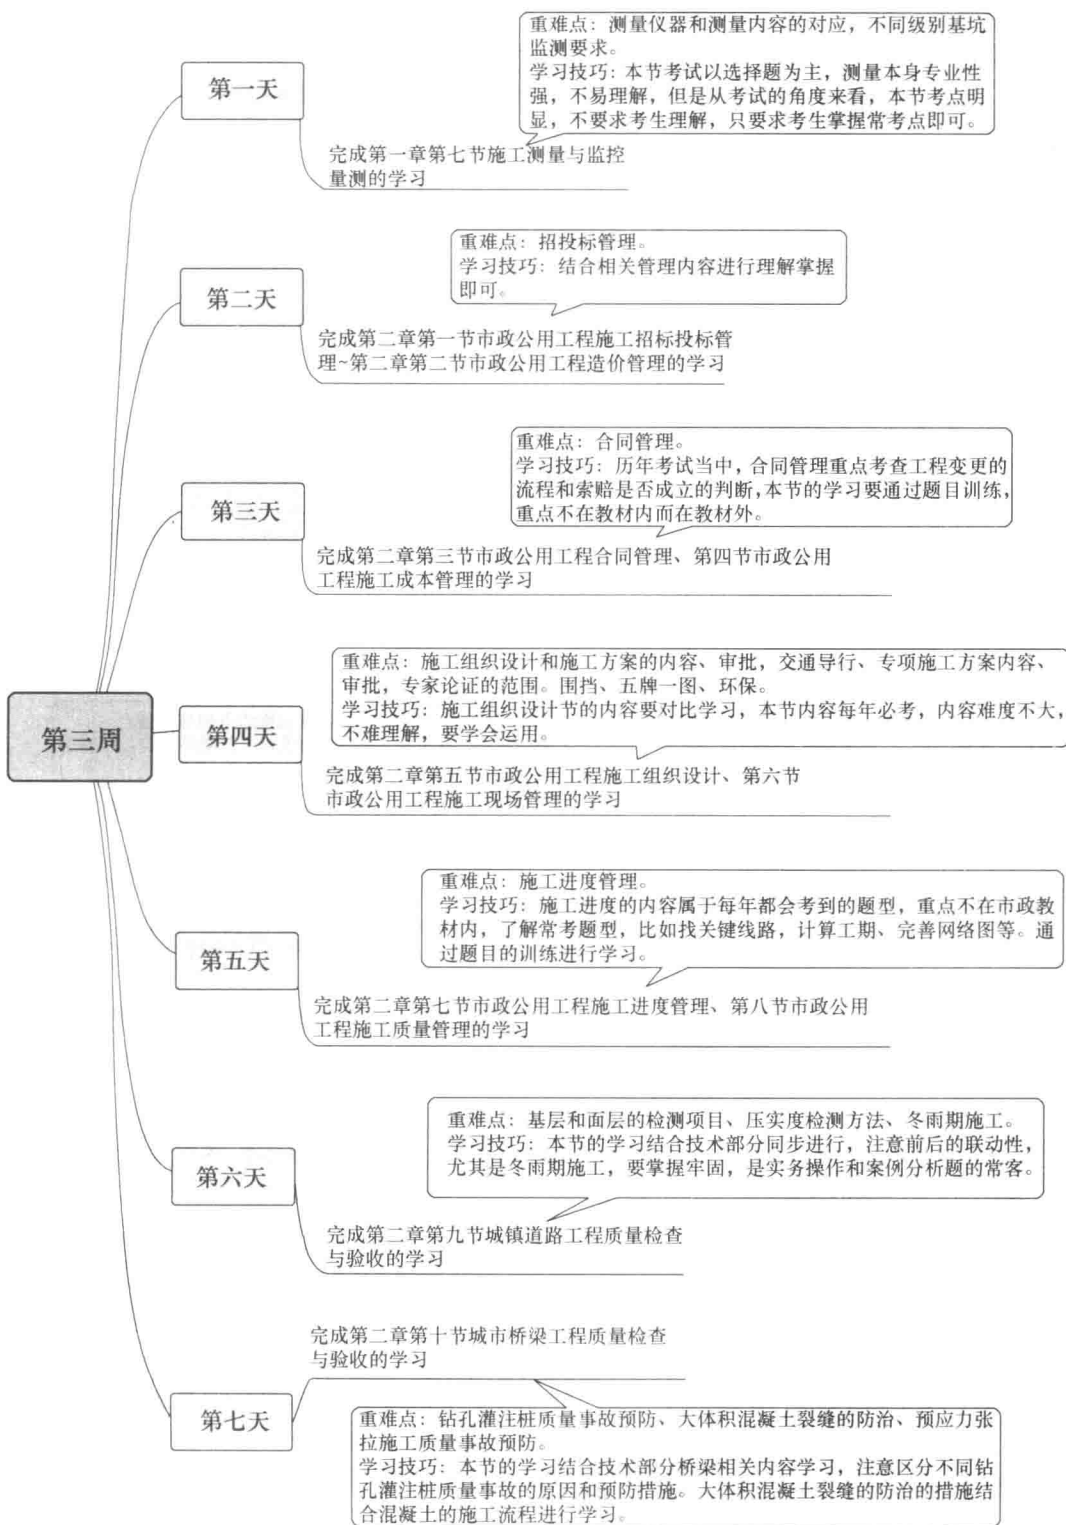 重难点：测量仪器和测量内容的对应，不同级别基坑
监测要求。
学习技巧：本节考试以选择题为主，测量本身专业性
强，不易理解，但是从考试的角度来看，本节考点明
显，不要求考生理解，只要求考生掌握常考点即可。
第一天
完成第一章第七节施工测量与监控
量测的学习
重难点：招投标管理。
学习技巧：结合相关管理内容进行理解掌握
即可。
第二天
完成第二章第一节市政公用工程施工招标投标管
理~第二章第二节市政公用工程造价管理的学习
重难点：合同管理。
学习技巧：历年考试当中，合同管理重点考查工程变更的
流程和索赔是否成立的判断，本节的学习要通过题目训练，
重点不在教材内而在教材外。
第三天
完成第二章第三节市政公用工程合同管理、第四节市政公用
工程施工成本管理的学习
重难点：施工组织设计和施工方案的内容、审批，交通导行、专项施工方案内容、
审批，专家论证的范围。围挡、五牌一图、环保。
学习技巧：施工组织设计节的内容要对比学习，本节内容每年必考，内容难度不大，
不难理解，要学会运用。
第三周
第四天
完成第二章第五节市政公用工程施工组织设计、第六节
市政公用工程施工现场管理的学习
重难点：施工进度管理。
学习技巧：施工进度的内容属于每年都会考到的题型，重点不在市政教
材内，了解常考题型，比如找关键线路，计算工期、完善网络图等。通
过题目的训练进行学习。
第五天
完成第二章第七节市政公用工程施工进度管理、第八节市政公用
工程施工质量管理的学习
重难点：基层和面层的检测项目、压实度检测方法、冬雨期施工。
学习技巧：本节的学习结合技术部分同步进行，注意前后的联动性，
尤其是冬雨期施工，要掌握牢固，是实务操作和案例分析题的常客。
第六天
完成第二章第九节城镇道路工程质量检查
与验收的学习
完成第二章第十节城市桥梁工程质量检查
与验收的学习
第七天
重难点：钻孔灌注桩质量事故预防、大体积混凝土裂缝的防治、预应力张
拉施工质量事故预防。
学习技巧：本节的学习结合技术部分桥梁相关内容学习，注意区分不同钻
孔灌注桩质量事故的原因和预防措施。大体积混凝土裂缝的防治的措施结
合混凝土的施工流程进行学习。